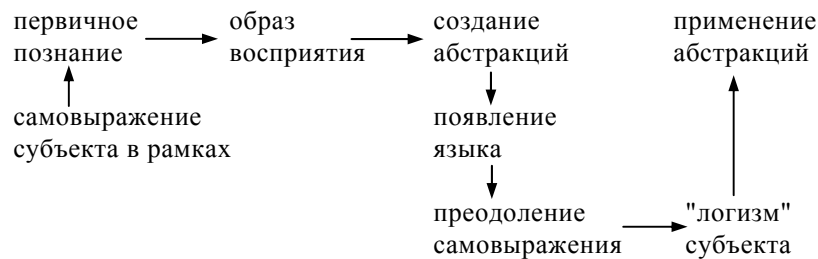 первичное
познание
образ
восприятия
создание
абстракций
применение
абстракций
самовыражение
субъекта в рамках
появление
языка
преодоление
самовыражения
"логизм"
субъекта